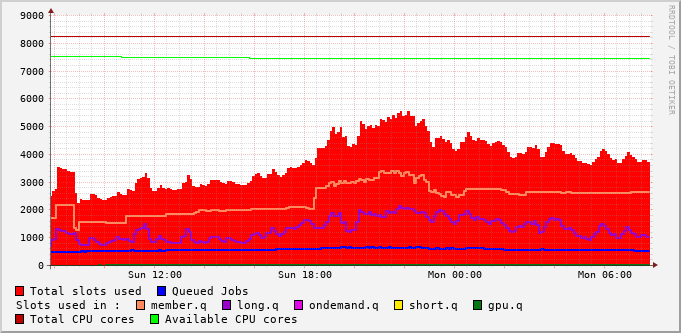 9000
8000
7000
6000
5000
4000
3000
2000
1000
0
Sun 12:00 Sun 18:00 Mon 00:00 Mon 06:00
Total slots used Queued Jobs
Slots used in : member.q long.q ondemand.q short.q gpu.q
Total CPU cores Available CPU cores
RRDTOOL / TOBI OETIKER